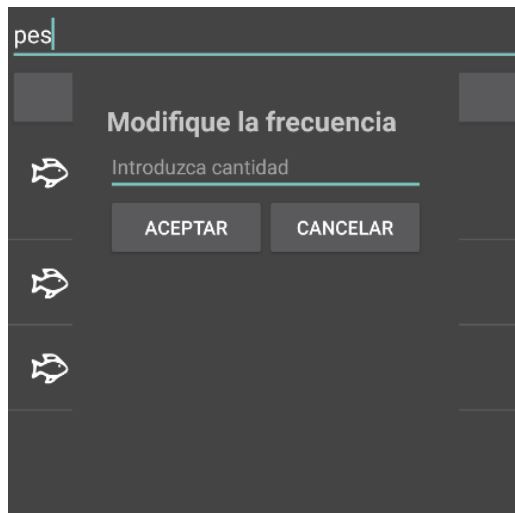 pes
Modifique la frecuencia
Introduzca cantidad
ACEPTAR CANCELAR